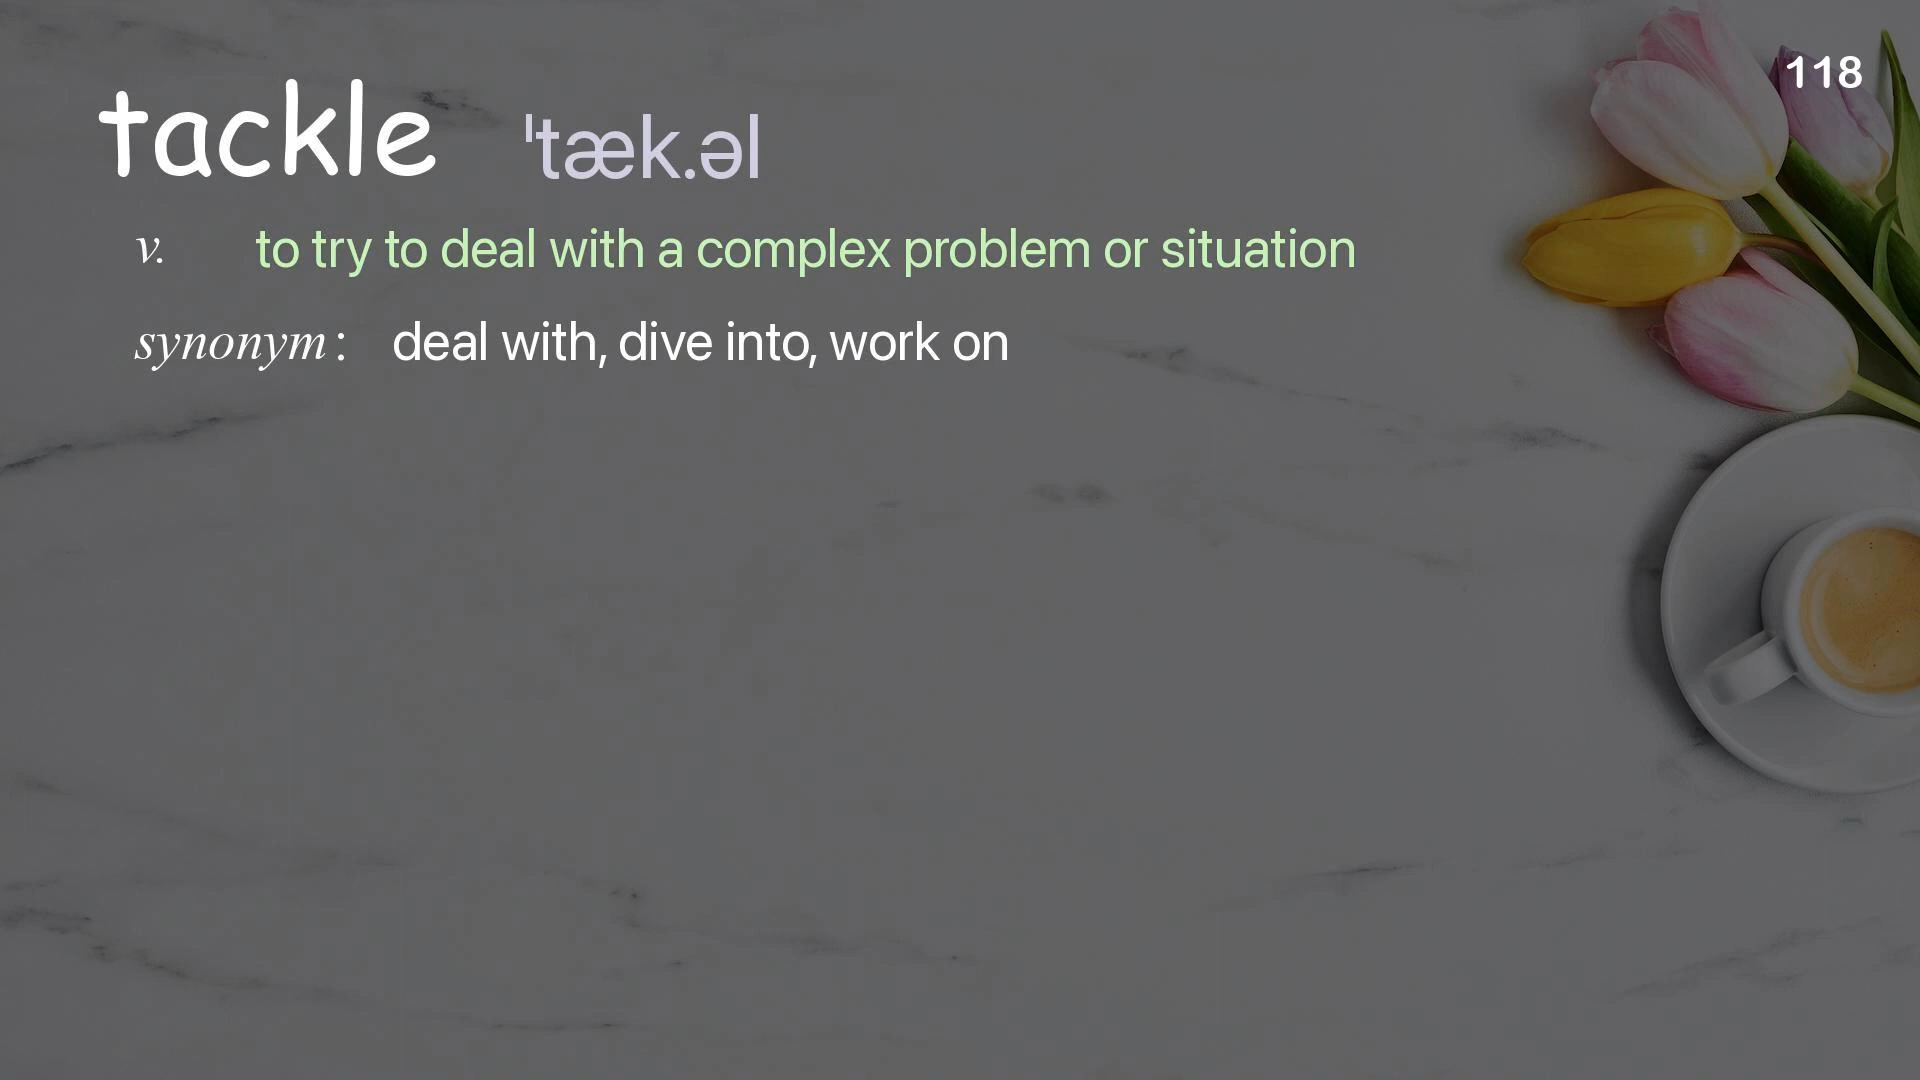 118
tackle ˈtæk.əl
v. to try to deal with a complex problem or situation
synonym : deal with, dive into, work on